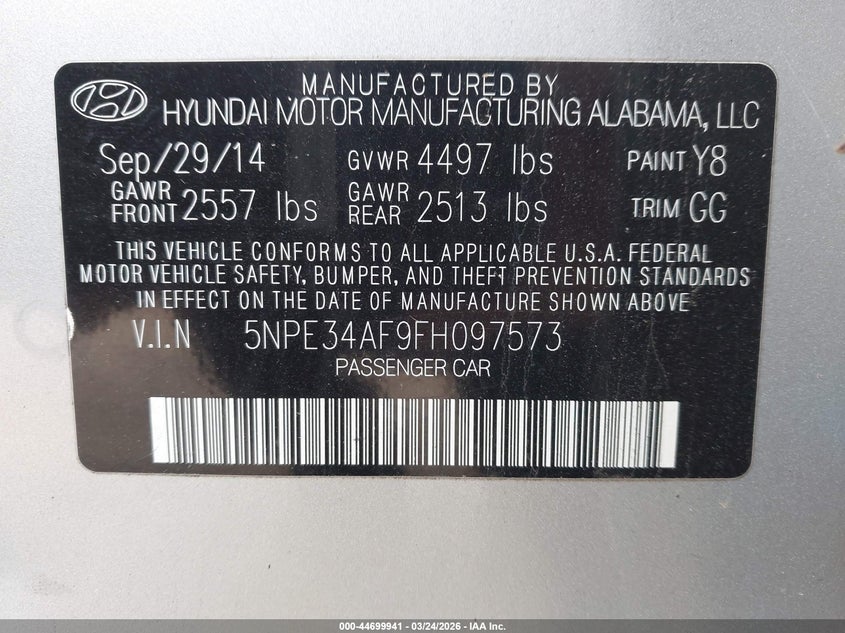 MANUFACTURED BY
HYUNDAI MOTOR MANUFACTURING ALABAMA, LLC
Sep/29/14 GVWR 4497 lbs PAINT Y8
GAWR FRONT 2557 lbs GAWR REAR 2513 lbs TRIM GG
THIS VEHICLE CONFORMS TO ALL APPLICABLE U.S.A. FEDERAL
MOTOR VEHICLE SAFETY, BUMPER, AND THEFT PREVENTION STANDARDS
IN EFFECT ON THE DATE OF MANUFACTURE SHOWN ABOVE
V.I.N 5NPE34AF9FH097573
PASSENGER CAR
000-44699941 — 03/24/2026 — IAA Inc.